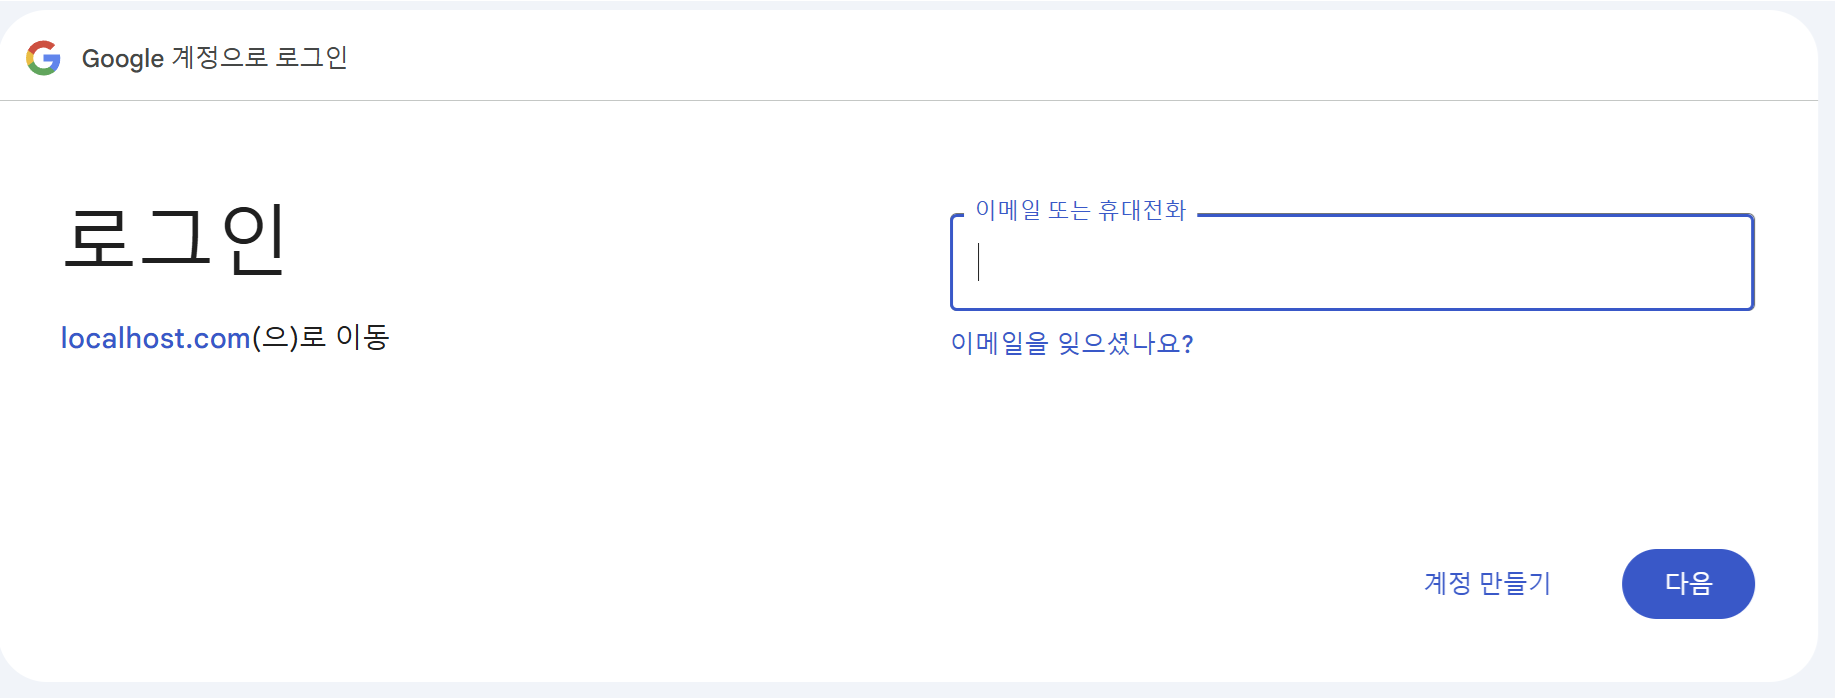 Google 계정으로 로그인
로그인
localhost.com(으)로 이동
이메일 또는 휴대전화
이메일을 잊으셨나요?
계정 만들기
다음